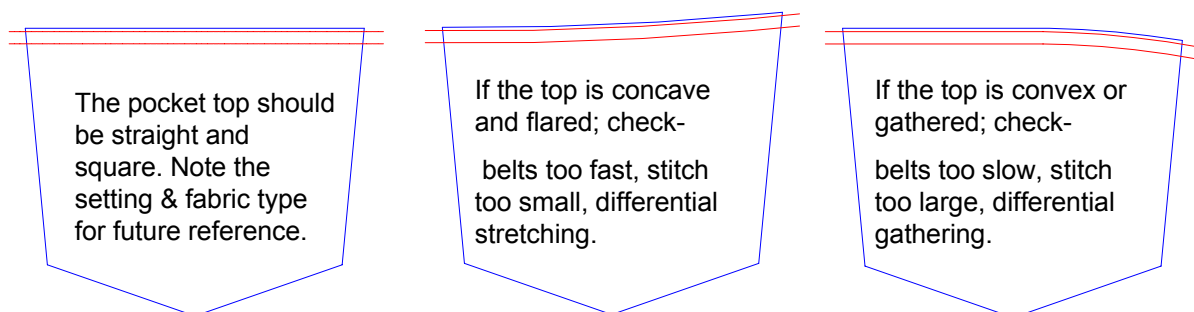 The pocket top should
be straight and
square. Note the
setting & fabric type
for future reference.
If the top is concave
and flared; check-
belts too fast, stitch
too small, differential
stretching.
If the top is convex or
gathered; check-
belts too slow, stitch
too large, differential
gathering.